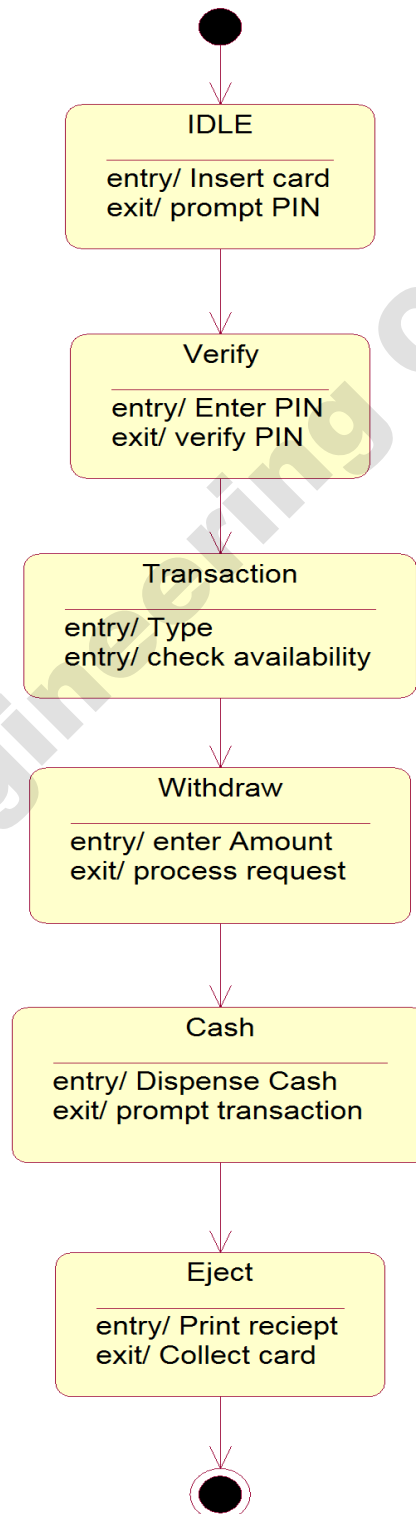 IDLE
entry/ Insert card
exit/ prompt PIN
Verify
entry/ Enter PIN
exit/ verify PIN
Transaction
entry/ Type
entry/ check availability
Withdraw
entry/ enter Amount
exit/ process request
Cash
entry/ Dispense Cash
exit/ prompt transaction
Eject
entry/ Print reciept
exit/ Collect card